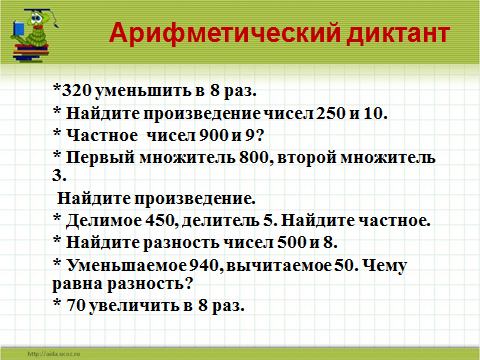 Арифметический диктант
*320 уменьшить в 8 раз.
* Найдите произведение чисел 250 и 10.
* Частное чисел 900 и 9?
* Первый множитель 800, второй множитель
3.
Найдите произведение.
* Делимое 450, делитель 5. Найдите частное.
* Найдите разность чисел 500 и 8.
* Уменьшаемое 940, вычитаемое 50. Чему
равна разность?
* 70 увеличить в 8 раз.
http://aida.ucoz.ru